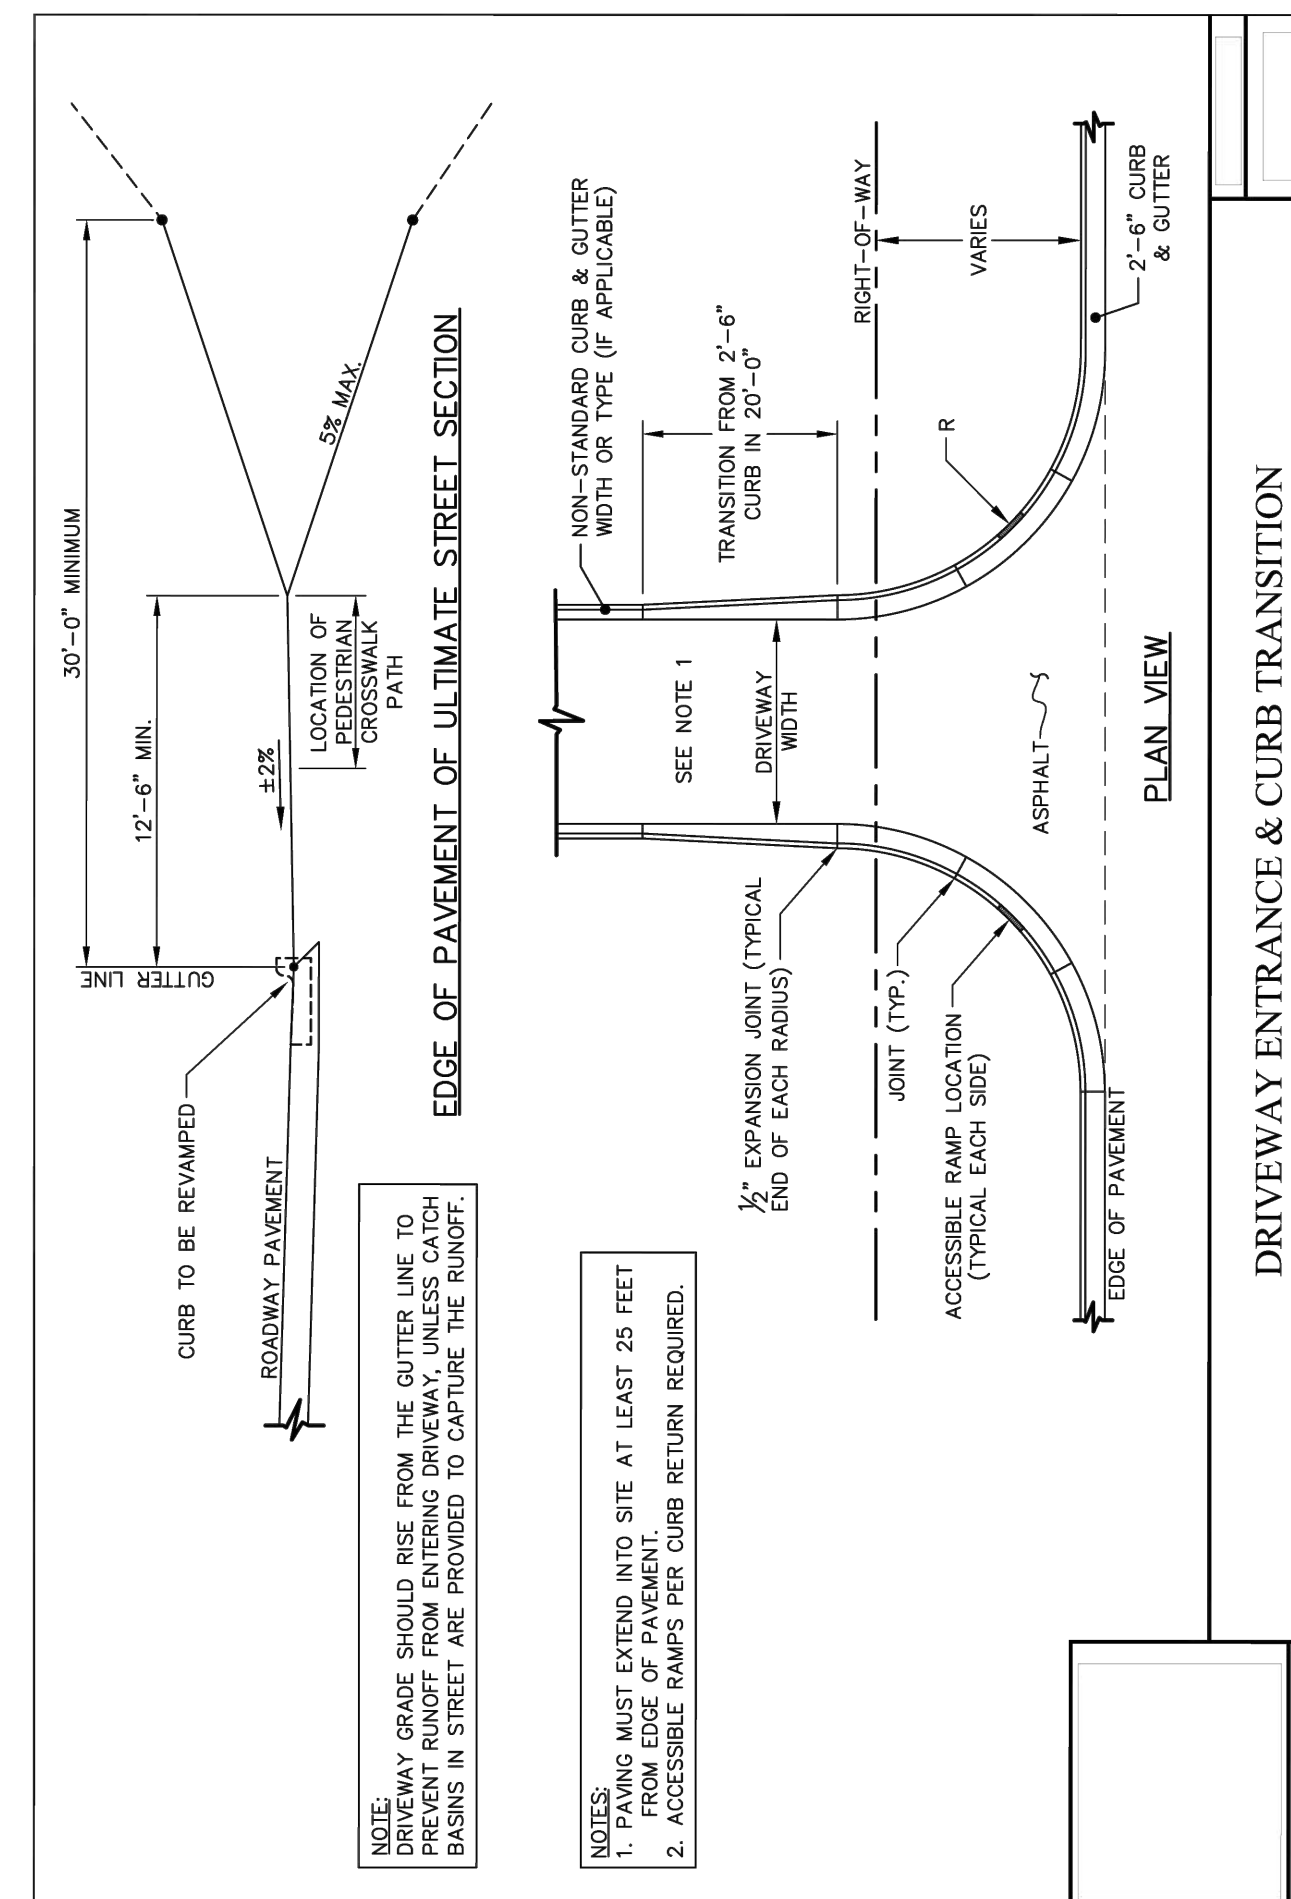 30'-0" MINIMUM
12'-6" MIN.
GUTTER LINE
CURB TO BE REVAMPED
ROADWAY PAVEMENT
±2%
LOCATION OF
PEDESTRIAN
CROSSWALK
PATH
5% MAX.
EDGE OF PAVEMENT OF ULTIMATE STREET SECTION
NOTE:
DRIVEWAY GRADE SHOULD RISE FROM THE GUTTER LINE TO
PREVENT RUNOFF FROM ENTERING DRIVEWAY, UNLESS CATCH
BASINS IN STREET ARE PROVIDED TO CAPTURE THE RUNOFF.
NON-STANDARD CURB & GUTTER
WIDTH OR TYPE (IF APPLICABLE)
TRANSITION FROM 2'-6"
CURB IN 20'-0"
SEE NOTE 1
DRIVEWAY
WIDTH
RIGHT-OF-WAY
VARIES
R
2'-6" CURB
& GUTTER
½" EXPANSION JOINT (TYPICAL
END OF EACH RADIUS)
JOINT (TYP.)
ACCESSIBLE RAMP LOCATION
(TYPICAL EACH SIDE)
ASPHALT
EDGE OF PAVEMENT
PLAN VIEW
NOTES:
1. PAVING MUST EXTEND INTO SITE AT LEAST 25 FEET
FROM EDGE OF PAVEMENT.
2. ACCESSIBLE RAMPS PER CURB RETURN REQUIRED.
DRIVEWAY ENTRANCE & CURB TRANSITION